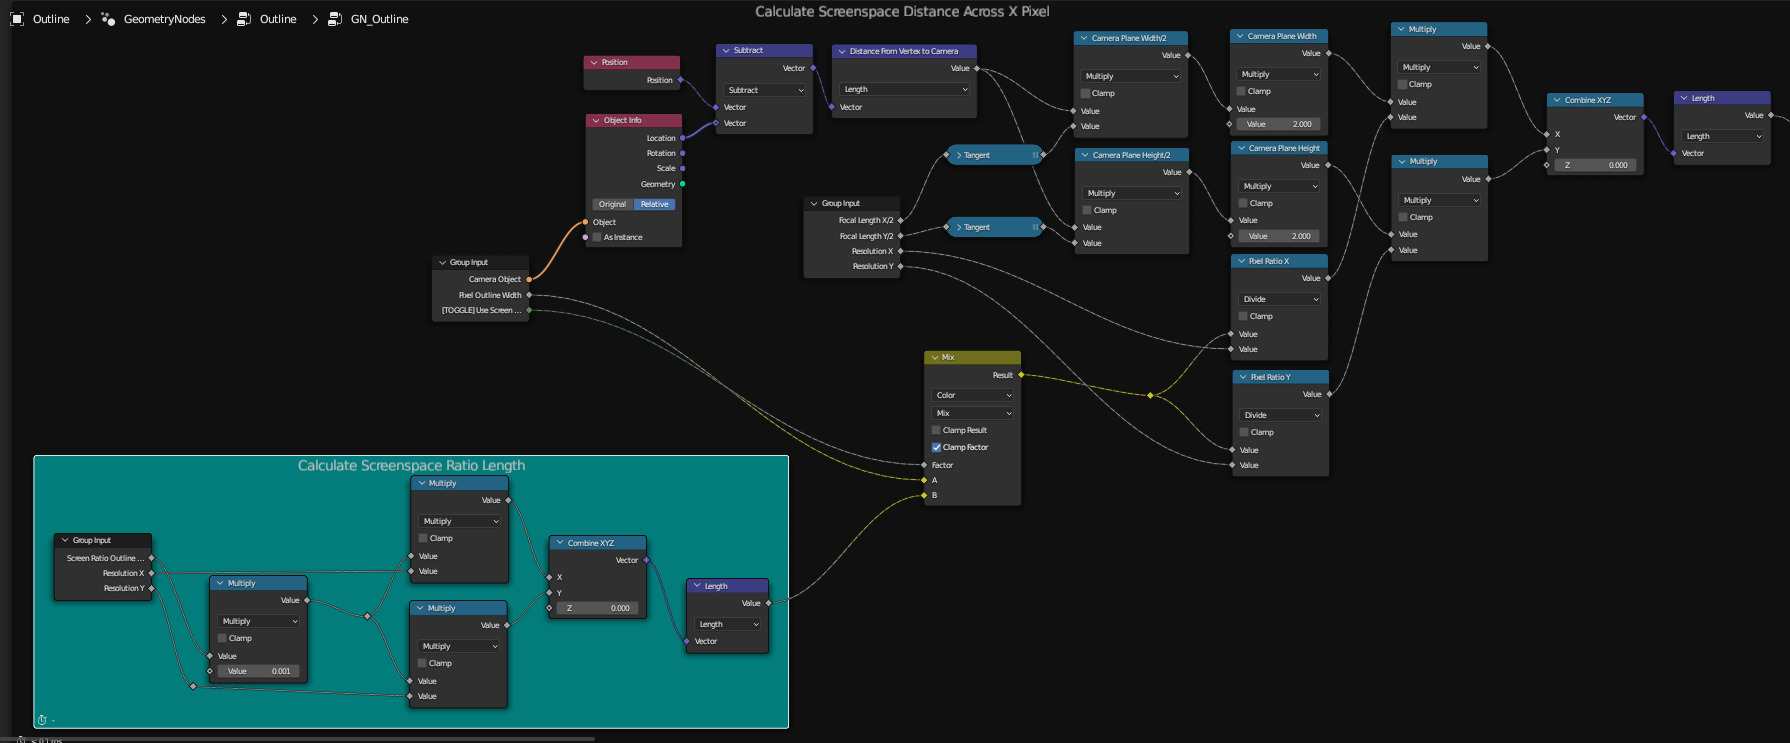 Outline > GeometryNodes > Outline > GN_Outline
Calculate Screenspace Distance Across X Pixel
Position
Position
Subtract
Vector
Subtract
Vector
Vector
Distance From Vertex to Camera
Value
Length
Vector
Object Info
Location
Rotation
Scale
Geometry
Original Relative
Object
As Instance
Group Input
Camera Object
Pixel Outline Width
[TOGGLE] Use Screen ...
Group Input
Focal Length X/2
Focal Length Y/2
Resolution X
Resolution Y
Tangent
Tangent
Camera Plane Width/2
Value
Multiply
Clamp
Value
Value
Camera Plane Height/2
Value
Multiply
Clamp
Value
Value
Camera Plane Width
Value
Multiply
Clamp
Value
Value 2.000
Camera Plane Height
Value
Multiply
Clamp
Value
Value 2.000
Pixel Ratio X
Value
Divide
Clamp
Value
Value
Pixel Ratio Y
Value
Divide
Clamp
Value
Value
Multiply
Value
Multiply
Clamp
Value
Value
Multiply
Value
Multiply
Clamp
Value
Value
Combine XYZ
Vector
X
Y
Z 0.000
Length
Value
Length
Vector
Mix
Result
Color
Mix
Clamp Result
Clamp Factor
Factor
A
B
Calculate Screenspace Ratio Length
Group Input
Screen Ratio Outline ...
Resolution X
Resolution Y
Multiply
Value
Multiply
Clamp
Value
Value 0.001
Multiply
Value
Multiply
Clamp
Value
Value
Multiply
Value
Multiply
Clamp
Value
Value
Combine XYZ
Vector
X
Y
Z 0.000
Length
Value
Length
Vector
-